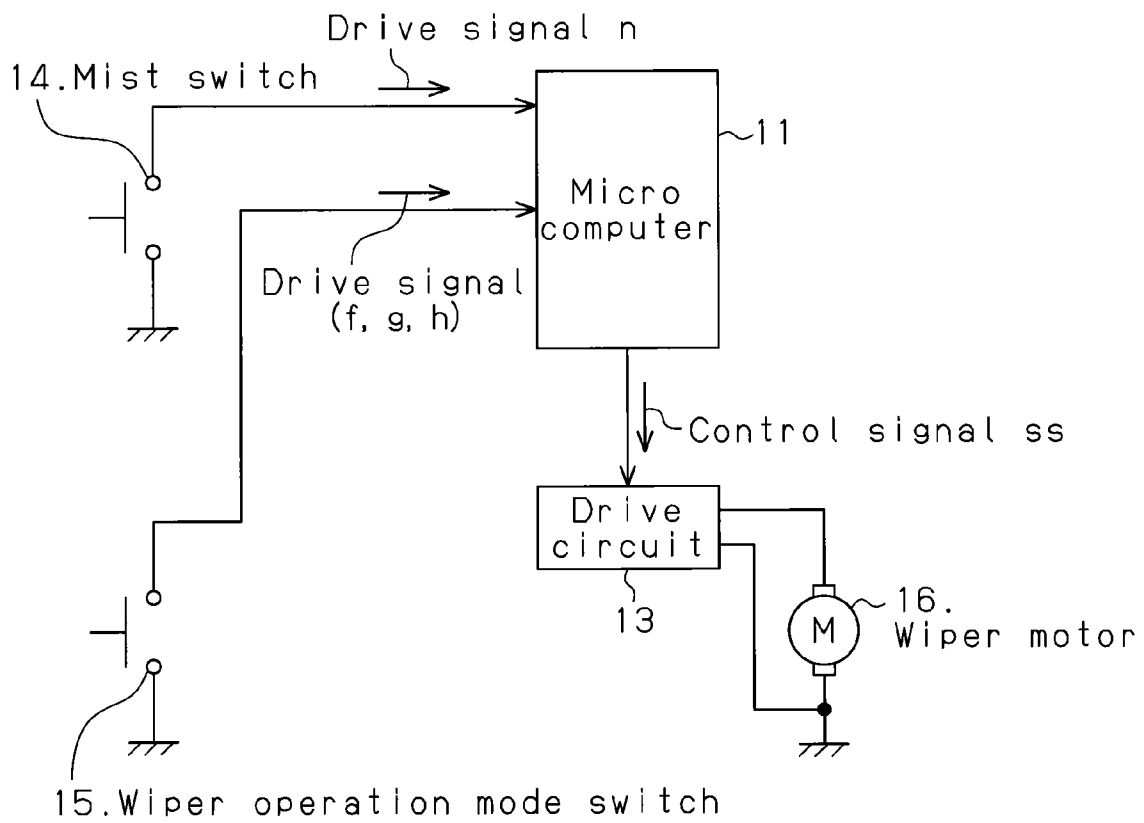 Drive signal n
14.Mist switch
11
Micro
computer
Drive signal
(f, g, h)
Control signal ss
Drive
circuit
13
16.
Wiper motor
M
15.Wiper operation mode switch